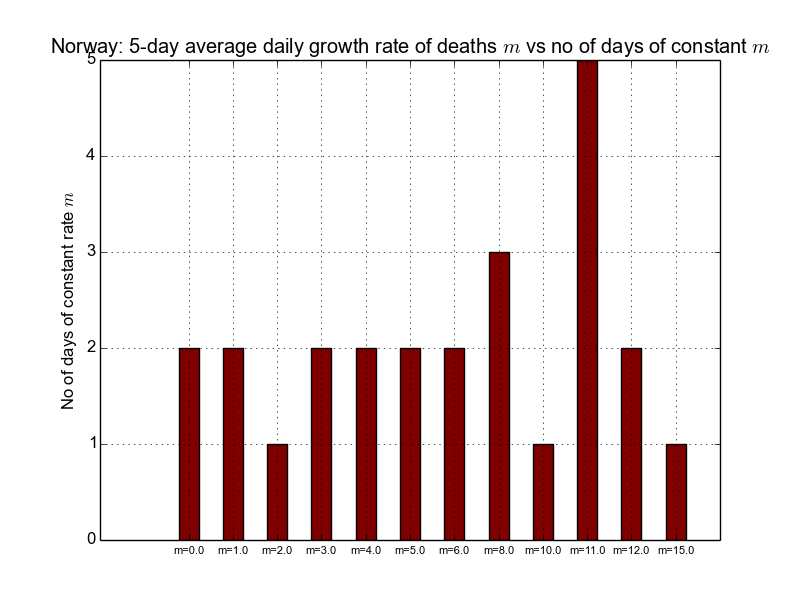 Norway: 5-day average daily growth rate of deaths m vs no of days of constant m
5
4
3
2
1
0
No of days of constant rate m
m=0.0 m=1.0 m=2.0 m=3.0 m=4.0 m=5.0 m=6.0 m=8.0 m=10.0 m=11.0 m=12.0 m=15.0